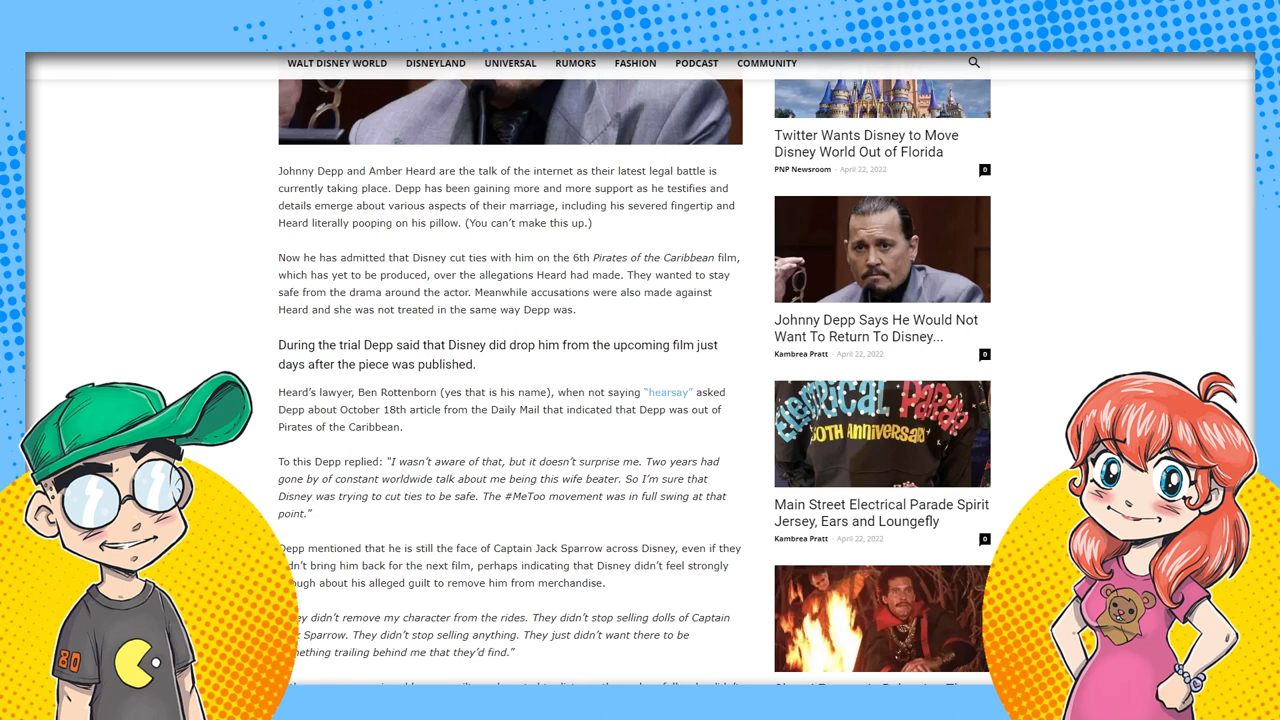 WALT DISNEY WORLD DISNEYLAND UNIVERSAL RUMORS FASHION PODCAST COMMUNITY
Johnny Depp and Amber Heard are the talk of the internet as their latest legal battle is
currently taking place. Depp has been gaining more and more support as he testifies and
details emerge about various aspects of their marriage, including his severed fingertip and
Heard literally pooping on his pillow. (You can’t make this up.)
Now he has admitted that Disney cut ties with him on the 6th Pirates of the Caribbean film,
which has yet to be produced, over the allegations Heard had made. They wanted to stay
safe from the drama around the actor. Meanwhile accusations were also made against
Heard and she was not treated in the same way Depp was.
During the trial Depp said that Disney did drop him from the upcoming film just
days after the piece was published.
Heard’s lawyer, Ben Rottenborn (yes that is his name), when not saying “hearsay” asked
Depp about October 18th article from the Daily Mail that indicated that Depp was out of
Pirates of the Caribbean.
To this Depp replied: “I wasn’t aware of that, but it doesn’t surprise me. Two years had
gone by of constant worldwide talk about me being this wife beater. So I’m sure that
Disney was trying to cut ties to be safe. The #MeToo movement was in full swing at that
point.”
Depp mentioned that he is still the face of Captain Jack Sparrow across Disney, even if they
bring him back for the next film, perhaps indicating that Disney didn’t feel strongly
about his alleged guilt to remove him from merchandise.
didn’t remove my character from the rides. They didn’t stop selling dolls of Captain
Sparrow. They didn’t stop selling anything. They just didn’t want there to be
trailing behind me that they’d find.”
Twitter Wants Disney to Move
Disney World Out of Florida
PNP Newsroom - April 22, 2022 0
Johnny Depp Says He Would Not
Want To Return To Disney...
Kambrea Pratt - April 22, 2022 0
ELECTRICAL PARADE
50TH ANNIVERSARY
Main Street Electrical Parade Spirit
Jersey, Ears and Loungefly
Kambrea Pratt - April 22, 2022 0
80